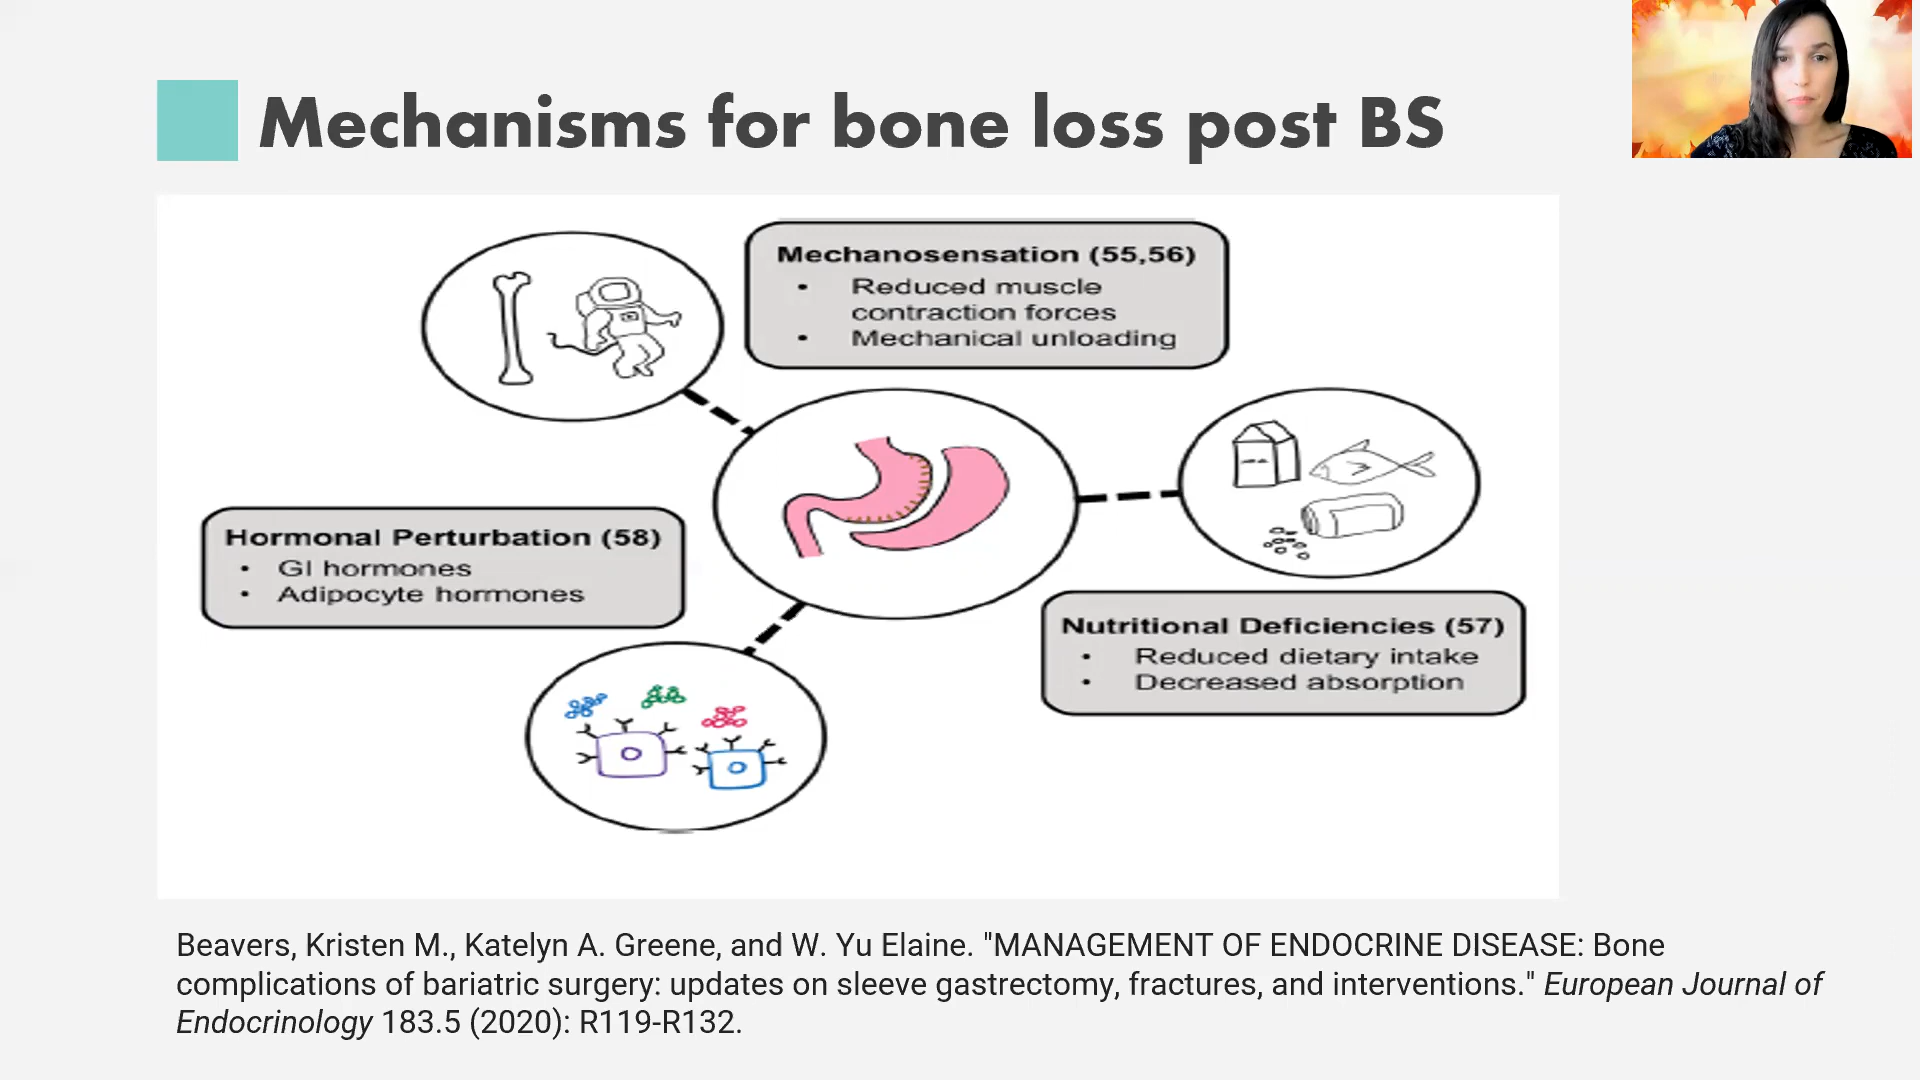 Mechanisms for bone loss post BS
Mechanosensation (55,56)
• Reduced muscle
contraction forces
• Mechanical unloading
Hormonal Perturbation (58)
• GI hormones
• Adipocyte hormones
Nutritional Deficiencies (57)
• Reduced dietary intake
• Decreased absorption
Beavers, Kristen M., Katelyn A. Greene, and W. Yu Elaine. "MANAGEMENT OF ENDOCRINE DISEASE: Bone
complications of bariatric surgery: updates on sleeve gastrectomy, fractures, and interventions." European Journal of
Endocrinology 183.5 (2020): R119-R132.